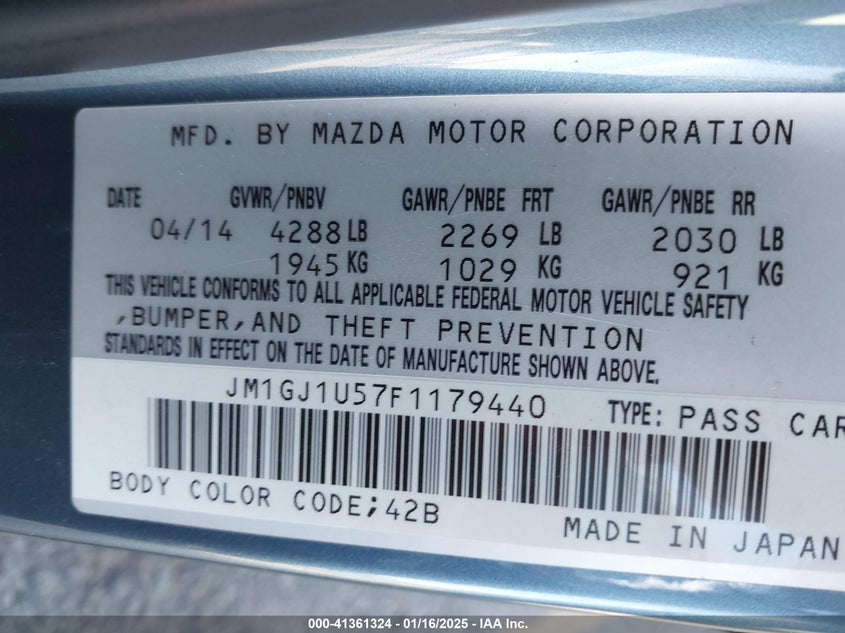 MFD. BY MAZDA MOTOR CORPORATION
DATE GVWR/PNBV GAWR/PNBE FRT GAWR/PNBE RR
04/14 4288 LB 2269 LB 2030 LB
1945 KG 1029 KG 921 KG
THIS VEHICLE CONFORMS TO ALL APPLICABLE FEDERAL MOTOR VEHICLE SAFETY
,BUMPER,AND THEFT PREVENTION
STANDARDS IN EFFECT ON THE DATE OF MANUFACTURE SHOWN ABOVE.
JM1GJ1U57F1179440 TYPE: PASS CAR
BODY COLOR CODE;42B
MADE IN JAPAN
000-41361324 - 01/16/2025 - IAA Inc.